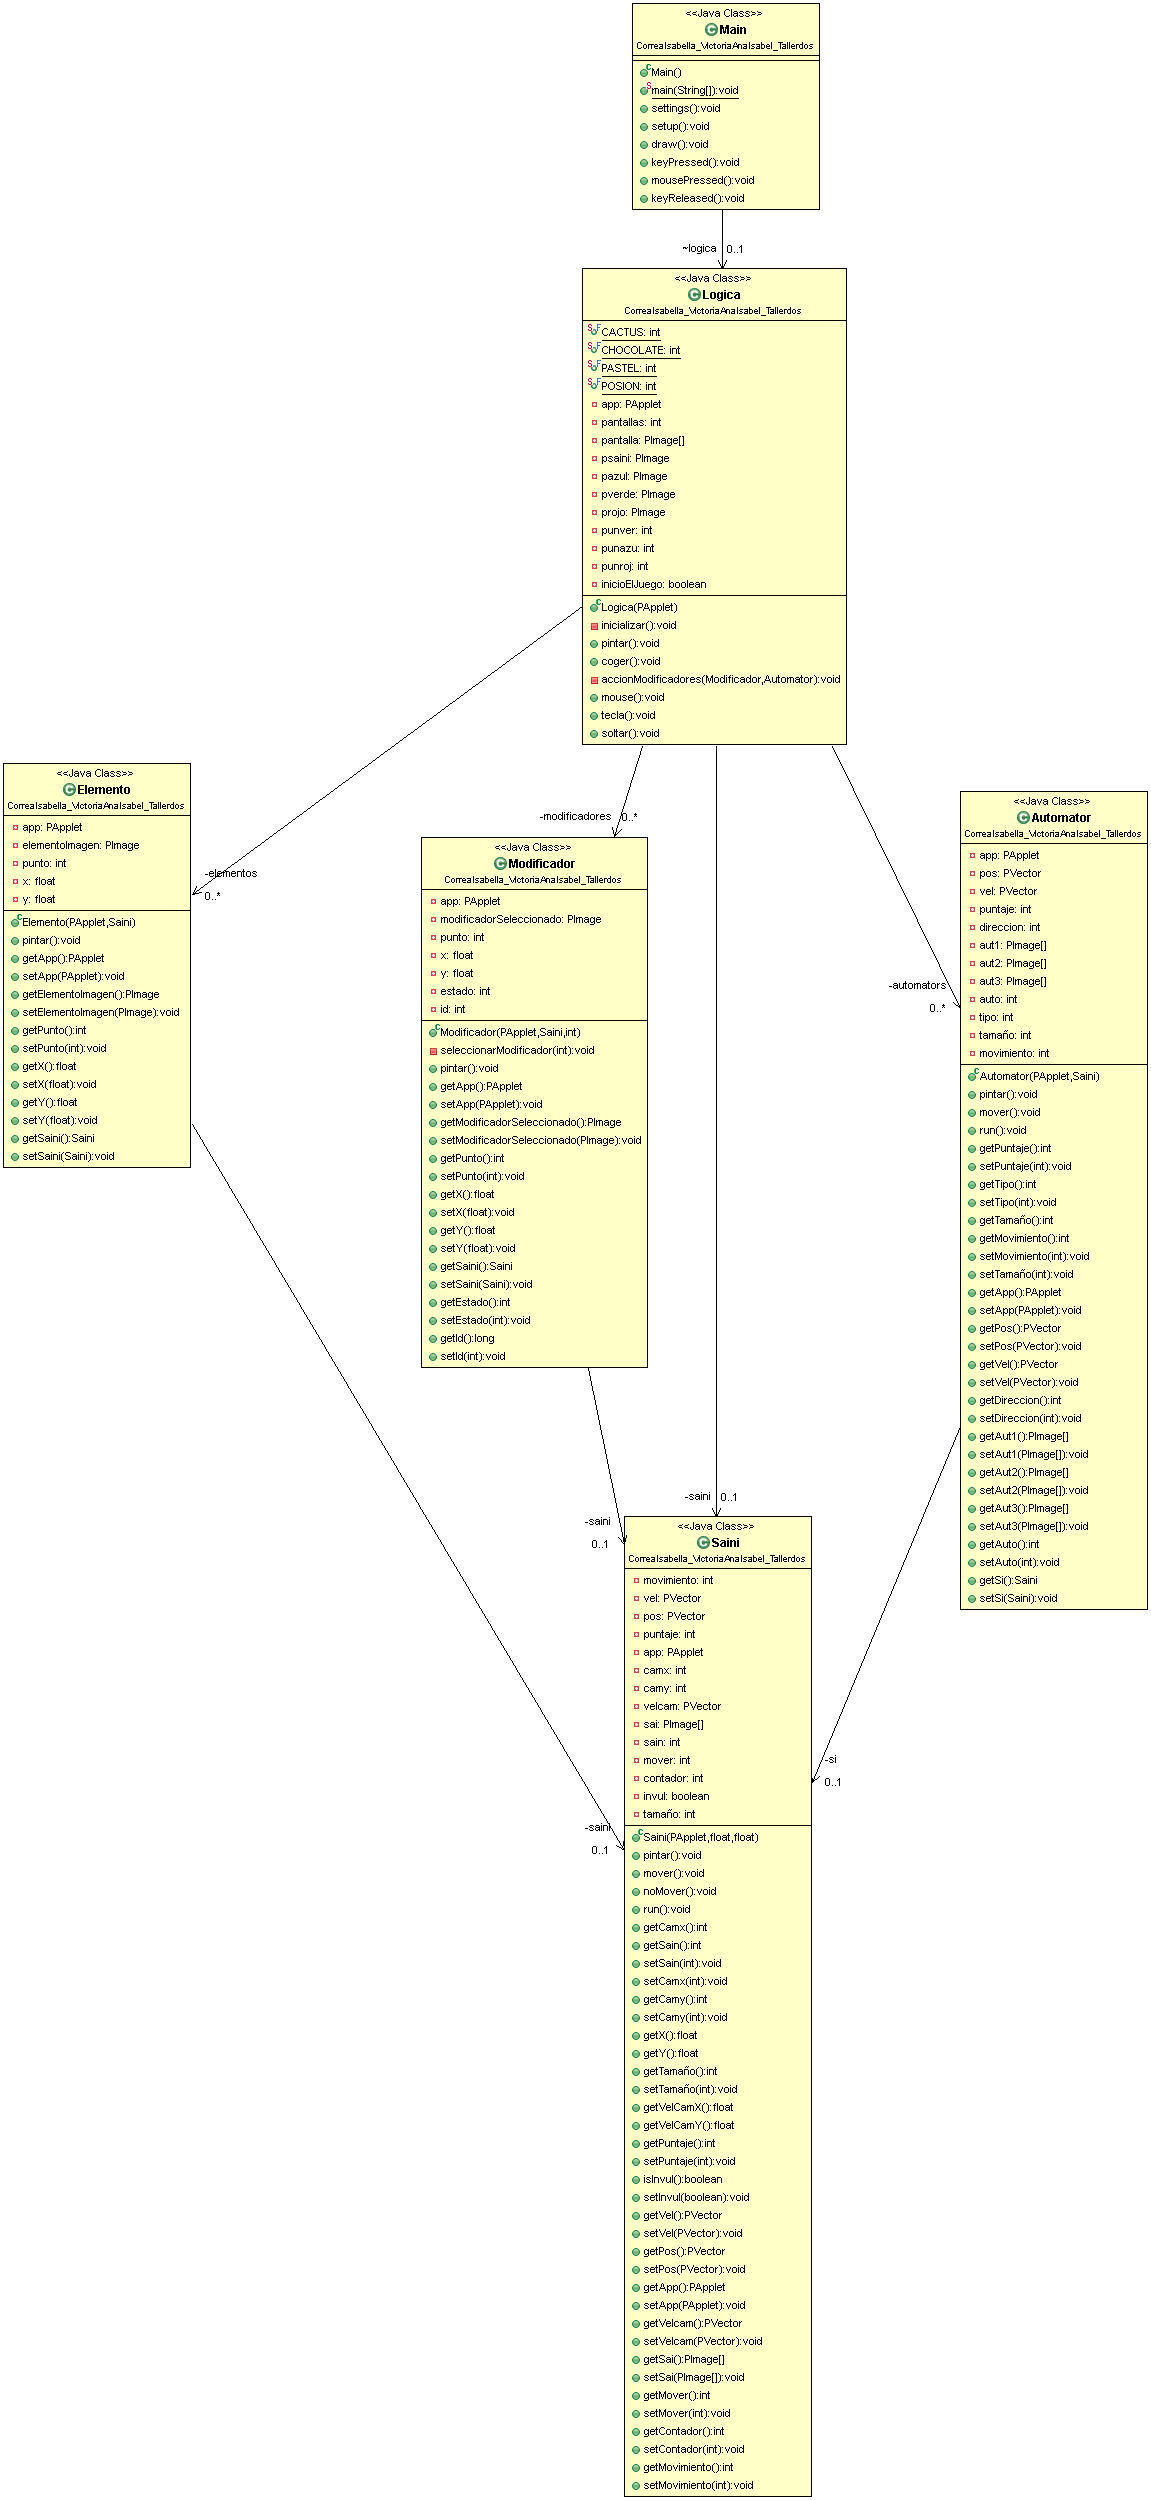 <<Java Class>>
Main
CorreaIsabella_VictoriaAnaIsabel_Tallerdos
Main()
main(String[]):void
settings():void
setup():void
draw():void
keyPressed():void
mousePressed():void
keyReleased():void
~logica 0..1
<<Java Class>>
Logica
CorreaIsabella_VictoriaAnaIsabel_Tallerdos
CACTUS: int
CHOCOLATE: int
PASTEL: int
POSION: int
app: PApplet
pantallas: int
pantalla: PImage[]
psaini: PImage
pazul: PImage
pverde: PImage
projo: PImage
punver: int
punazu: int
punroj: int
inicioElJuego: boolean
Logica(PApplet)
inicializar():void
pintar():void
coger():void
accionModificadores(Modificador,Automator):void
mouse():void
tecla():void
soltar():void
-elementos
0..*
-modificadores 0..*
-automators
0..*
<<Java Class>>
Elemento
CorreaIsabella_VictoriaAnaIsabel_Tallerdos
app: PApplet
elementoImagen: PImage
punto: int
x: float
y: float
Elemento(PApplet,Saini)
pintar():void
getApp():PApplet
setApp(PApplet):void
getElementoImagen():PImage
setElementoImagen(PImage):void
getPunto():int
setPunto(int):void
getX():float
setX(float):void
getY():float
setY(float):void
getSaini():Saini
setSaini(Saini):void
<<Java Class>>
Modificador
CorreaIsabella_VictoriaAnaIsabel_Tallerdos
app: PApplet
modificadorSeleccionado: PImage
punto: int
x: float
y: float
estado: int
id: int
Modificador(PApplet,Saini,int)
seleccionarModificador(int):void
pintar():void
getApp():PApplet
setApp(PApplet):void
getModificadorSeleccionado():PImage
setModificadorSeleccionado(PImage):void
getPunto():int
setPunto(int):void
getX():float
setX(float):void
getY():float
setY(float):void
getSaini():Saini
setSaini(Saini):void
getEstado():int
setEstado(int):void
getId():long
setId(int):void
<<Java Class>>
Automator
CorreaIsabella_VictoriaAnaIsabel_Tallerdos
app: PApplet
pos: PVector
vel: PVector
puntaje: int
direccion: int
aut1: PImage[]
aut2: PImage[]
aut3: PImage[]
auto: int
tipo: int
tamaño: int
movimiento: int
Automator(PApplet,Saini)
pintar():void
mover():void
run():void
getPuntaje():int
setPuntaje(int):void
getTipo():int
setTipo(int):void
getTamaño():int
getMovimiento():int
setMovimiento(int):void
setTamaño(int):void
getApp():PApplet
setApp(PApplet):void
getPos():PVector
setPos(PVector):void
getVel():PVector
setVel(PVector):void
getDireccion():int
setDireccion(int):void
getAut1():PImage[]
setAut1(PImage[]):void
getAut2():PImage[]
setAut2(PImage[]):void
getAut3():PImage[]
setAut3(PImage[]):void
getAuto():int
setAuto(int):void
getSi():Saini
setSi(Saini):void
-saini 0..1
-saini
0..1
-si
0..1
-saini
0..1
<<Java Class>>
Saini
CorreaIsabella_VictoriaAnaIsabel_Tallerdos
movimiento: int
vel: PVector
pos: PVector
puntaje: int
app: PApplet
camx: int
camy: int
velcam: PVector
sai: PImage[]
sain: int
mover: int
contador: int
invul: boolean
tamaño: int
Saini(PApplet,float,float)
pintar():void
mover():void
noMover():void
run():void
getCamx():int
getSain():int
setSain(int):void
setCamx(int):void
getCamy():int
setCamy(int):void
getX():float
getY():float
getTamaño():int
setTamaño(int):void
getVelCamX():float
getVelCamY():float
getPuntaje():int
setPuntaje(int):void
isInvul():boolean
setInvul(boolean):void
getVel():PVector
setVel(PVector):void
getPos():PVector
setPos(PVector):void
getApp():PApplet
setApp(PApplet):void
getVelcam():PVector
setVelcam(PVector):void
getSai():PImage[]
setSai(PImage[]):void
getMover():int
setMover(int):void
getContador():int
setContador(int):void
getMovimiento():int
setMovimiento(int):void